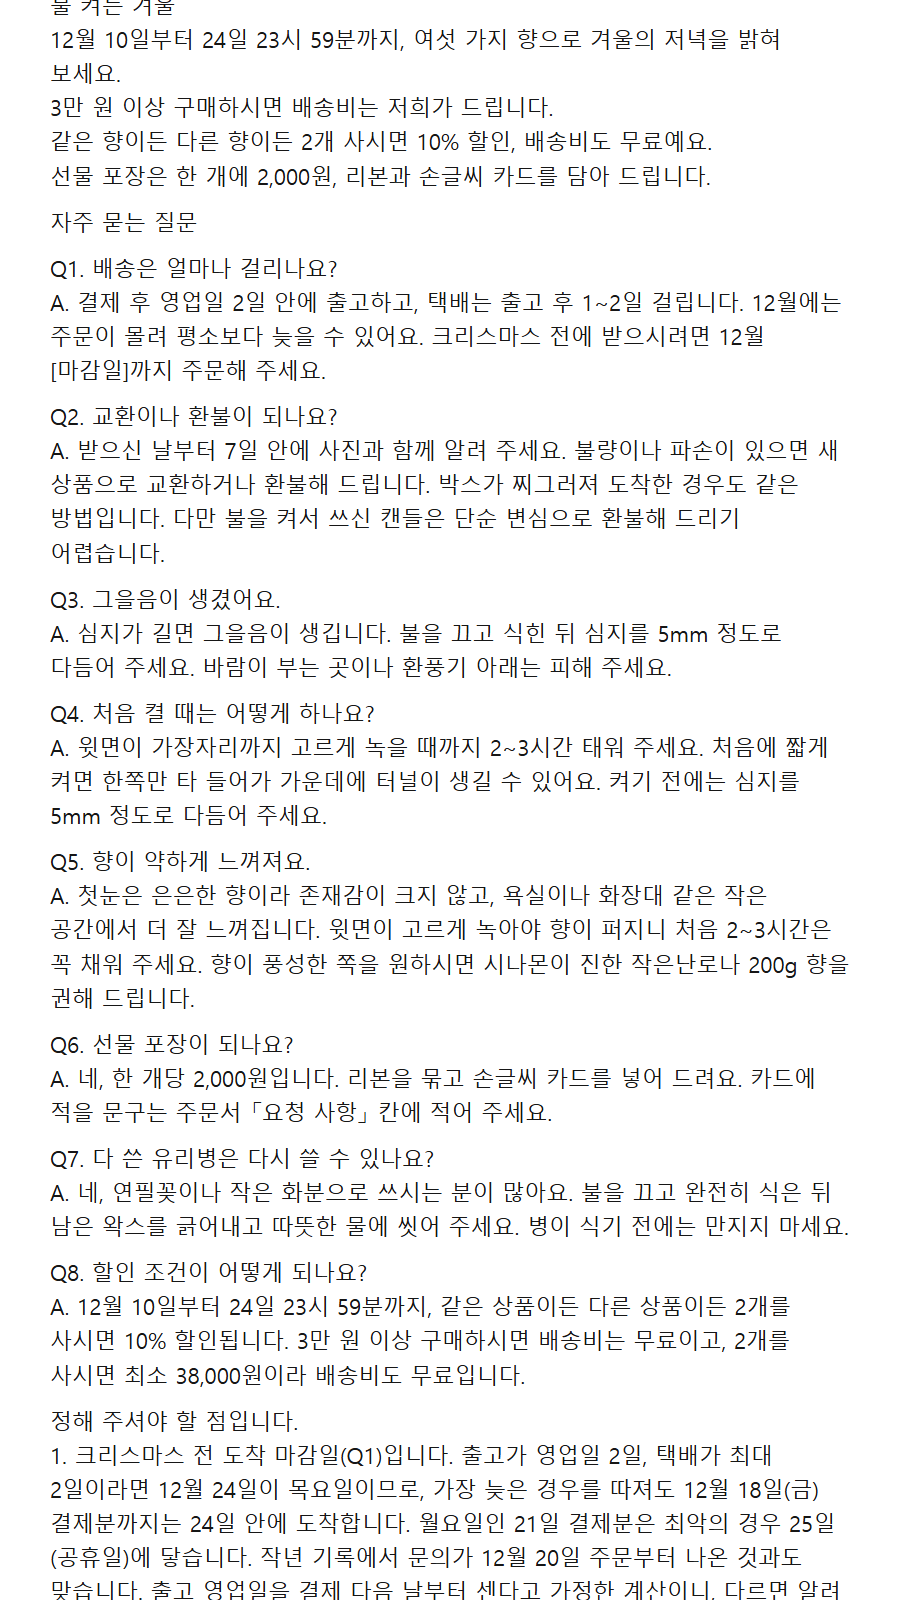 불 켜는 겨울
12월 10일부터 24일 23시 59분까지, 여섯 가지 향으로 겨울의 저녁을 밝혀
보세요.
3만 원 이상 구매하시면 배송비는 저희가 드립니다.
같은 향이든 다른 향이든 2개 사시면 10% 할인, 배송비도 무료예요.
선물 포장은 한 개에 2,000원, 리본과 손글씨 카드를 담아 드립니다.
자주 묻는 질문
Q1. 배송은 얼마나 걸리나요?
A. 결제 후 영업일 2일 안에 출고하고, 택배는 출고 후 1~2일 걸립니다. 12월에는
주문이 몰려 평소보다 늦을 수 있어요. 크리스마스 전에 받으시려면 12월
[마감일]까지 주문해 주세요.
Q2. 교환이나 환불이 되나요?
A. 받으신 날부터 7일 안에 사진과 함께 알려 주세요. 불량이나 파손이 있으면 새
상품으로 교환하거나 환불해 드립니다. 박스가 찌그러져 도착한 경우도 같은
방법입니다. 다만 불을 켜서 쓰신 캔들은 단순 변심으로 환불해 드리기
어렵습니다.
Q3. 그을음이 생겼어요.
A. 심지가 길면 그을음이 생깁니다. 불을 끄고 식힌 뒤 심지를 5mm 정도로
다듬어 주세요. 바람이 부는 곳이나 환풍기 아래는 피해 주세요.
Q4. 처음 켤 때는 어떻게 하나요?
A. 윗면이 가장자리까지 고르게 녹을 때까지 2~3시간 태워 주세요. 처음에 짧게
켜면 한쪽만 타 들어가 가운데에 터널이 생길 수 있어요. 켜기 전에는 심지를
5mm 정도로 다듬어 주세요.
Q5. 향이 약하게 느껴져요.
A. 첫눈은 은은한 향이라 존재감이 크지 않고, 욕실이나 화장대 같은 작은
공간에서 더 잘 느껴집니다. 윗면이 고르게 녹아야 향이 퍼지니 처음 2~3시간은
꼭 채워 주세요. 향이 풍성한 쪽을 원하시면 시나몬이 진한 작은난로나 200g 향을
권해 드립니다.
Q6. 선물 포장이 되나요?
A. 네, 한 개당 2,000원입니다. 리본을 묶고 손글씨 카드를 넣어 드려요. 카드에
적을 문구는 주문서 「요청 사항」 칸에 적어 주세요.
Q7. 다 쓴 유리병은 다시 쓸 수 있나요?
A. 네, 연필꽂이나 작은 화분으로 쓰시는 분이 많아요. 불을 끄고 완전히 식은 뒤
남은 왁스를 긁어내고 따뜻한 물에 씻어 주세요. 병이 식기 전에는 만지지 마세요.
Q8. 할인 조건이 어떻게 되나요?
A. 12월 10일부터 24일 23시 59분까지, 같은 상품이든 다른 상품이든 2개를
사시면 10% 할인됩니다. 3만 원 이상 구매하시면 배송비는 무료이고, 2개를
사시면 최소 38,000원이라 배송비도 무료입니다.
정해 주셔야 할 점입니다.
1. 크리스마스 전 도착 마감일(Q1)입니다. 출고가 영업일 2일, 택배가 최대
2일이라면 12월 24일이 목요일이므로, 가장 늦은 경우를 따져도 12월 18일(금)
결제분까지는 24일 안에 도착합니다. 월요일인 21일 결제분은 최악의 경우 25일
(공휴일)에 닿습니다. 작년 기록에서 문의가 12월 20일 주문부터 나온 것과도
맞습니다. 출고 영업일을 결제 다음 날부터 센다고 가정한 계산이니, 다르면 알려